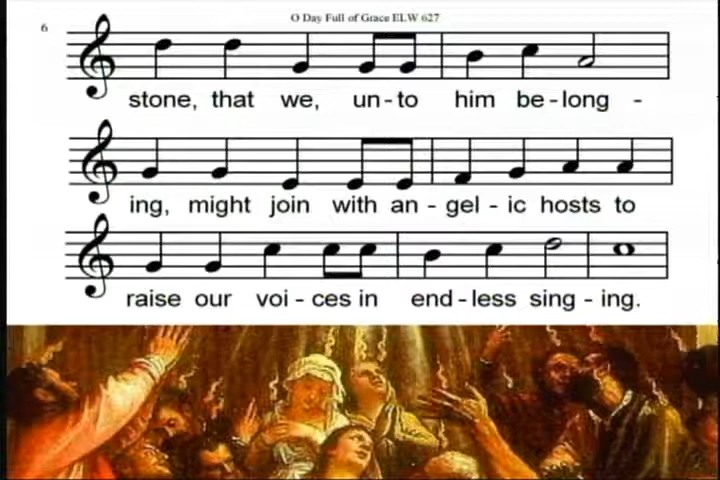 O Day Full of Grace ELW 627
6
stone, that we, un-to him be-long -
ing, might join with an - gel - ic hosts to
raise our voi - ces in end - less sing - ing.